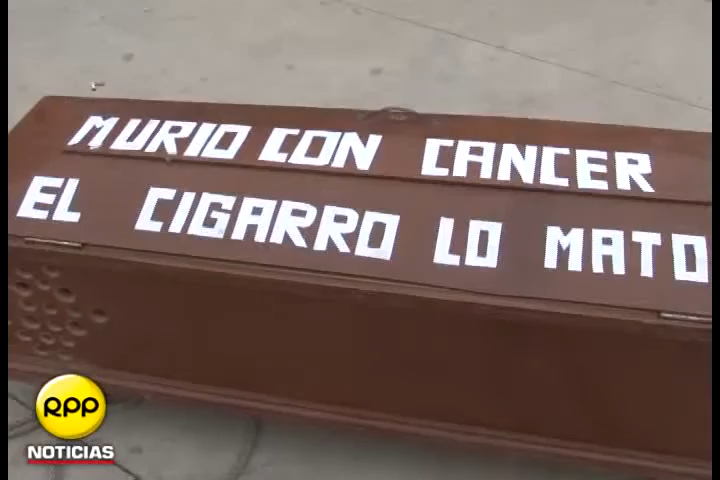 MURIO CON CANCER
EL CIGARRO LO MATO
RPP
NOTICIAS